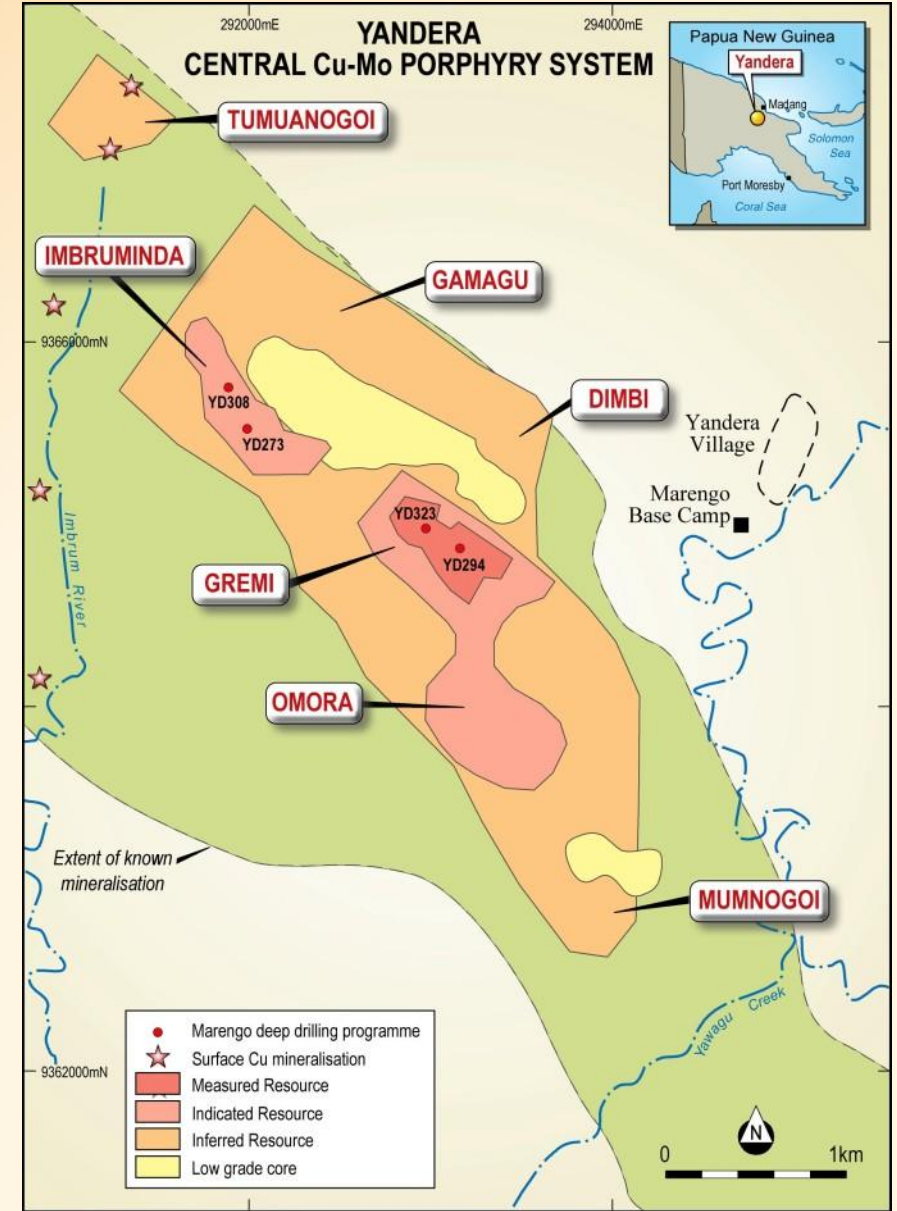 292000mE
294000mE
YANDERA
CENTRAL Cu-Mo PORPHYRY SYSTEM
Papua New Guinea
Yandera
Madang
Solomon
Sea
Port Moresby
Coral Sea
TUMUANOGOI
IMBRUMINDA
GAMAGU
9366000mN
DIMBI
YD308
YD273
Yandera
Village
Marengo
Base Camp
YD323
YD294
Imbrum River
GREMI
OMORA
Extent of known
mineralisation
MUMNOGOI
Yawagu Creek
9362000mN
Marengo deep drilling programme
Surface Cu mineralisation
Measured Resource
Indicated Resource
Inferred Resource
Low grade core
N
0 1km